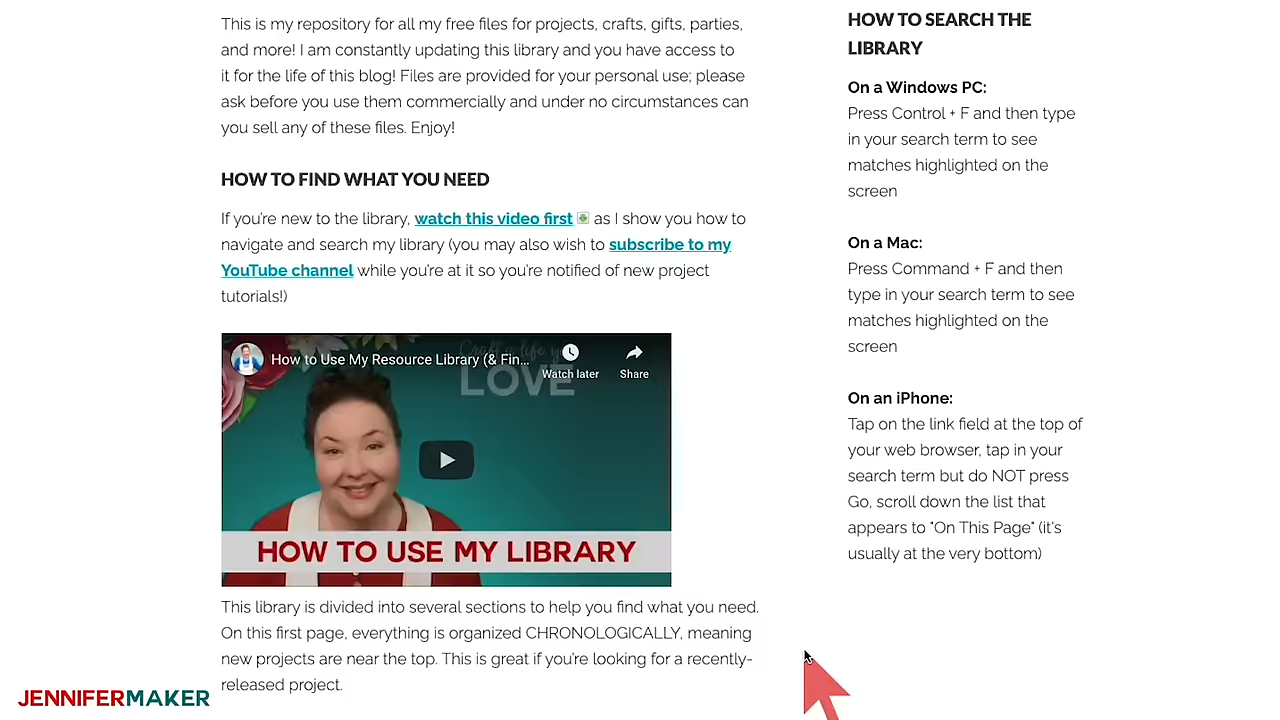 This is my repository for all my free files for projects, crafts, gifts, parties,
and more! I am constantly updating this library and you have access to
it for the life of this blog! Files are provided for your personal use; please
ask before you use them commercially and under no circumstances can
you sell any of these files. Enjoy!
HOW TO FIND WHAT YOU NEED
If you're new to the library, watch this video first as I show you how to
navigate and search my library (you may also wish to subscribe to my
YouTube channel while you're at it so you're notified of new project
tutorials!)
How to Use My Resource Library (& Fin...
Watch later
Share
Craft a life you
LOVE
HOW TO USE MY LIBRARY
This library is divided into several sections to help you find what you need.
On this first page, everything is organized CHRONOLOGICALLY, meaning
new projects are near the top. This is great if you're looking for a recently-
released project.
HOW TO SEARCH THE
LIBRARY
On a Windows PC:
Press Control + F and then type
in your search term to see
matches highlighted on the
screen
On a Mac:
Press Command + F and then
type in your search term to see
matches highlighted on the
screen
On an iPhone:
Tap on the link field at the top of
your web browser, tap in your
search term but do NOT press
Go, scroll down the list that
appears to "On This Page" (it's
usually at the very bottom)
JENNIFERMAKER